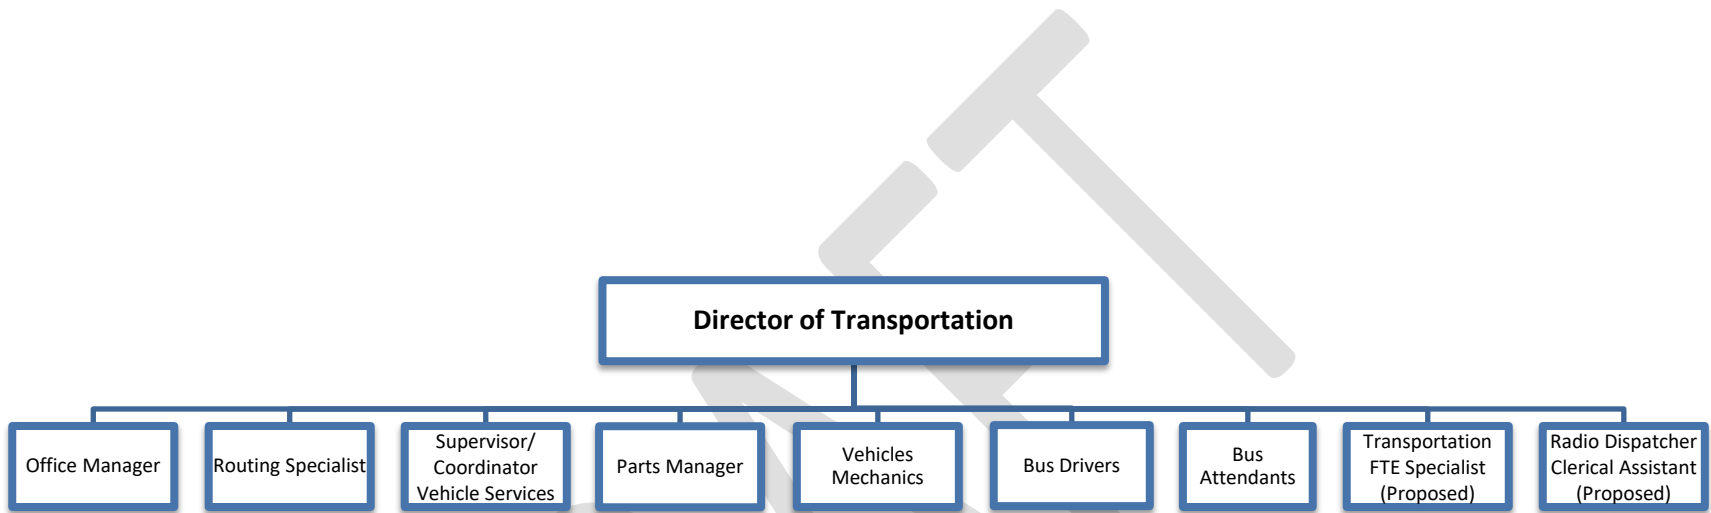 Director of Transportation
Office Manager
Routing Specialist
Supervisor/
Coordinator
Vehicle Services
Parts Manager
Vehicles
Mechanics
Bus Drivers
Bus
Attendants
Transportation
FTE Specialist
(Proposed)
Radio Dispatcher
Clerical Assistant
(Proposed)